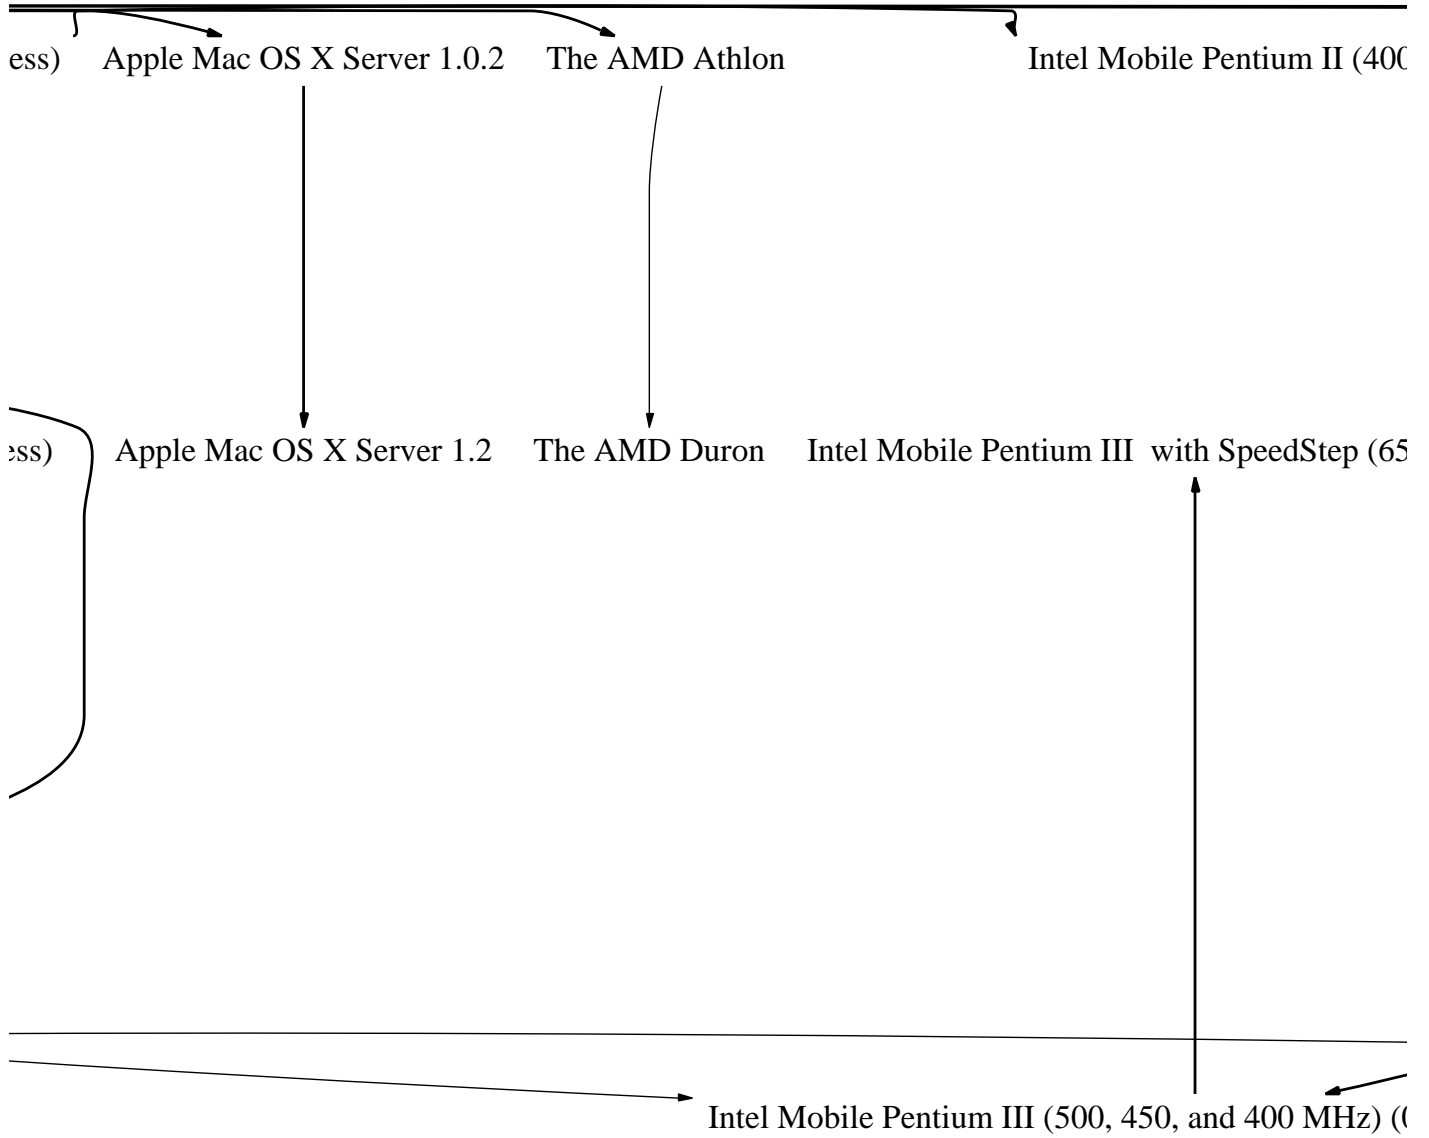 ess) Apple Mac OS X Server 1.0.2 The AMD Athlon Intel Mobile Pentium II (400
ess) Apple Mac OS X Server 1.2 The AMD Duron Intel Mobile Pentium III with SpeedStep (65
Intel Mobile Pentium III (500, 450, and 400 MHz) (0